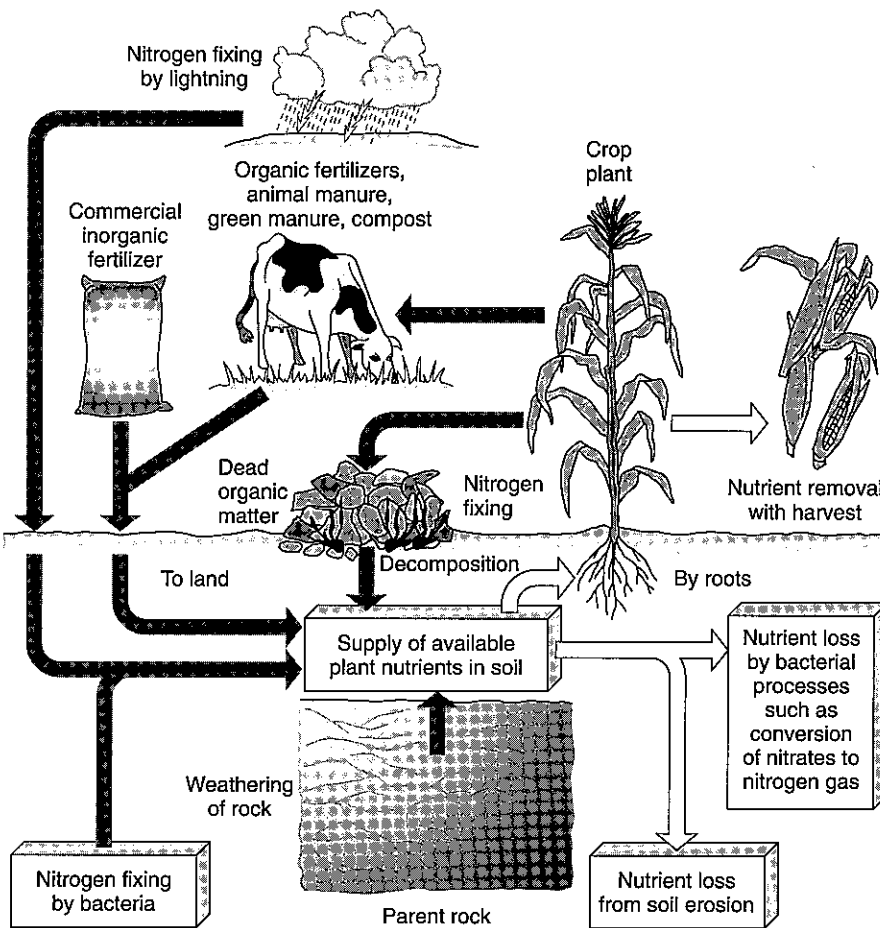 Nitrogen fixing
by lightning
Organic fertilizers,
animal manure,
green manure, compost
Commercial
inorganic
fertilizer
Crop
plant
Dead
organic
matter
Nitrogen
fixing
Nutrient removal
with harvest
To land
Decomposition
By roots
Supply of available
plant nutrients in soil
Nutrient loss
by bacterial
processes
such as
conversion
of nitrates to
nitrogen gas
Weathering
of rock
Nitrogen fixing
by bacteria
Parent rock
Nutrient loss
from soil erosion